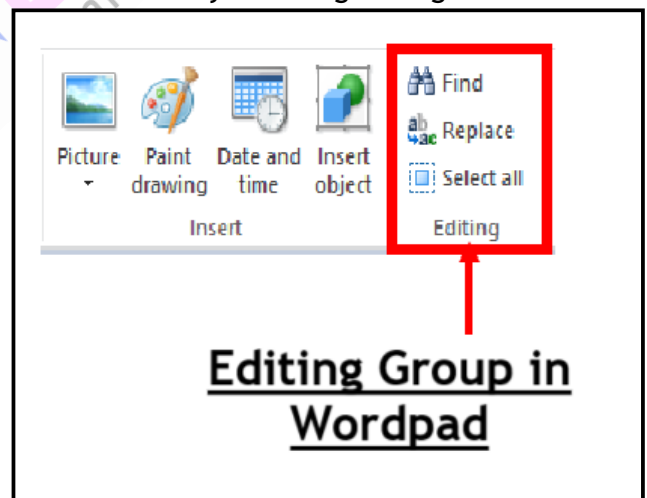 Find
Replace
Select all
Picture Paint Date and Insert
drawing time object
Insert Editing
Editing Group in
Wordpad